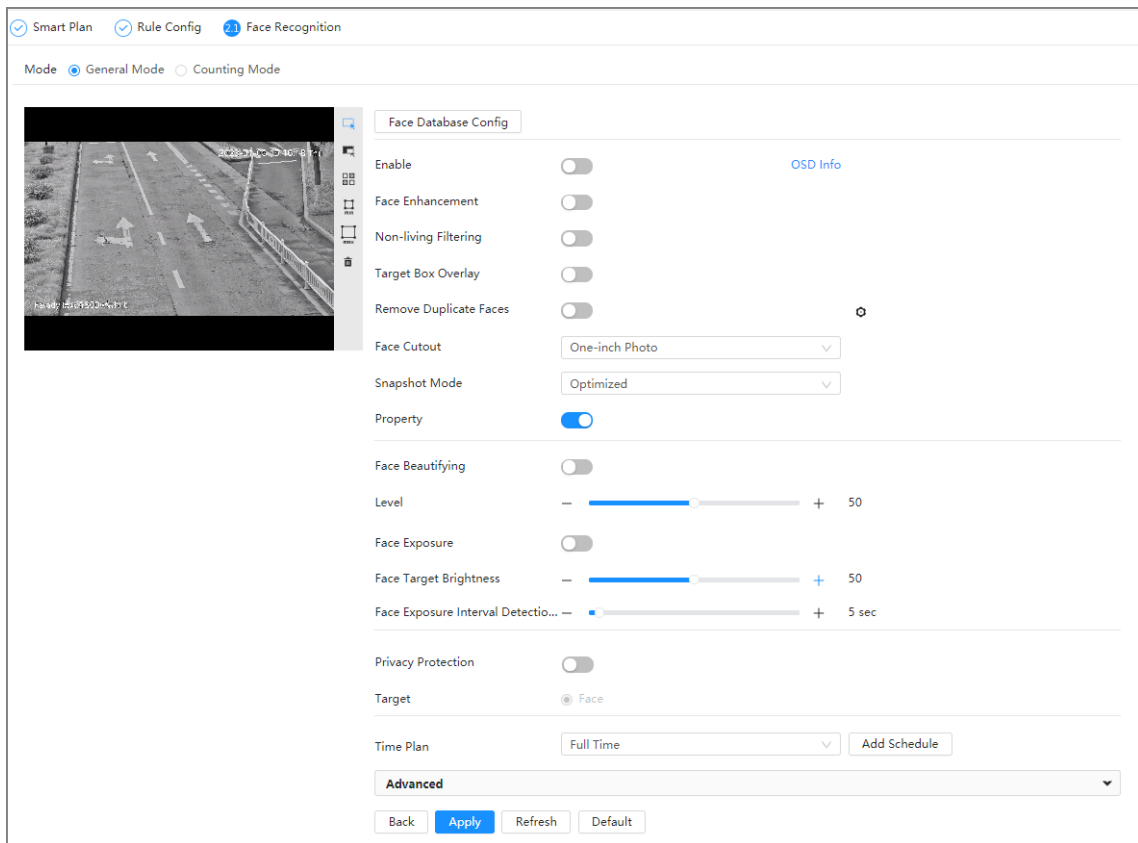 Smart Plan Rule Config 2.1 Face Recognition
Mode General Mode Counting Mode
Face Database Config
Enable OSD Info
Face Enhancement
Non-living Filtering
Target Box Overlay
Remove Duplicate Faces
Face Cutout One-inch Photo
Snapshot Mode Optimized
Property
Face Beautifying
Level 50
Face Exposure
Face Target Brightness 50
Face Exposure Interval Detectio... 5 sec
Privacy Protection
Target Face
Time Plan Full Time Add Schedule
Advanced
Back Apply Refresh Default